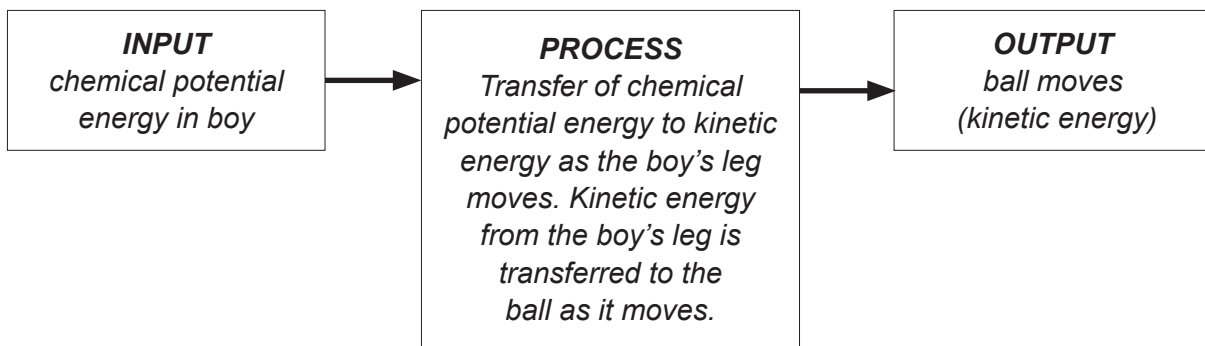 INPUT
chemical potential
energy in boy
PROCESS
Transfer of chemical
potential energy to kinetic
energy as the boy’s leg
moves. Kinetic energy
from the boy’s leg is
transferred to the
ball as it moves.
OUTPUT
ball moves
(kinetic energy)